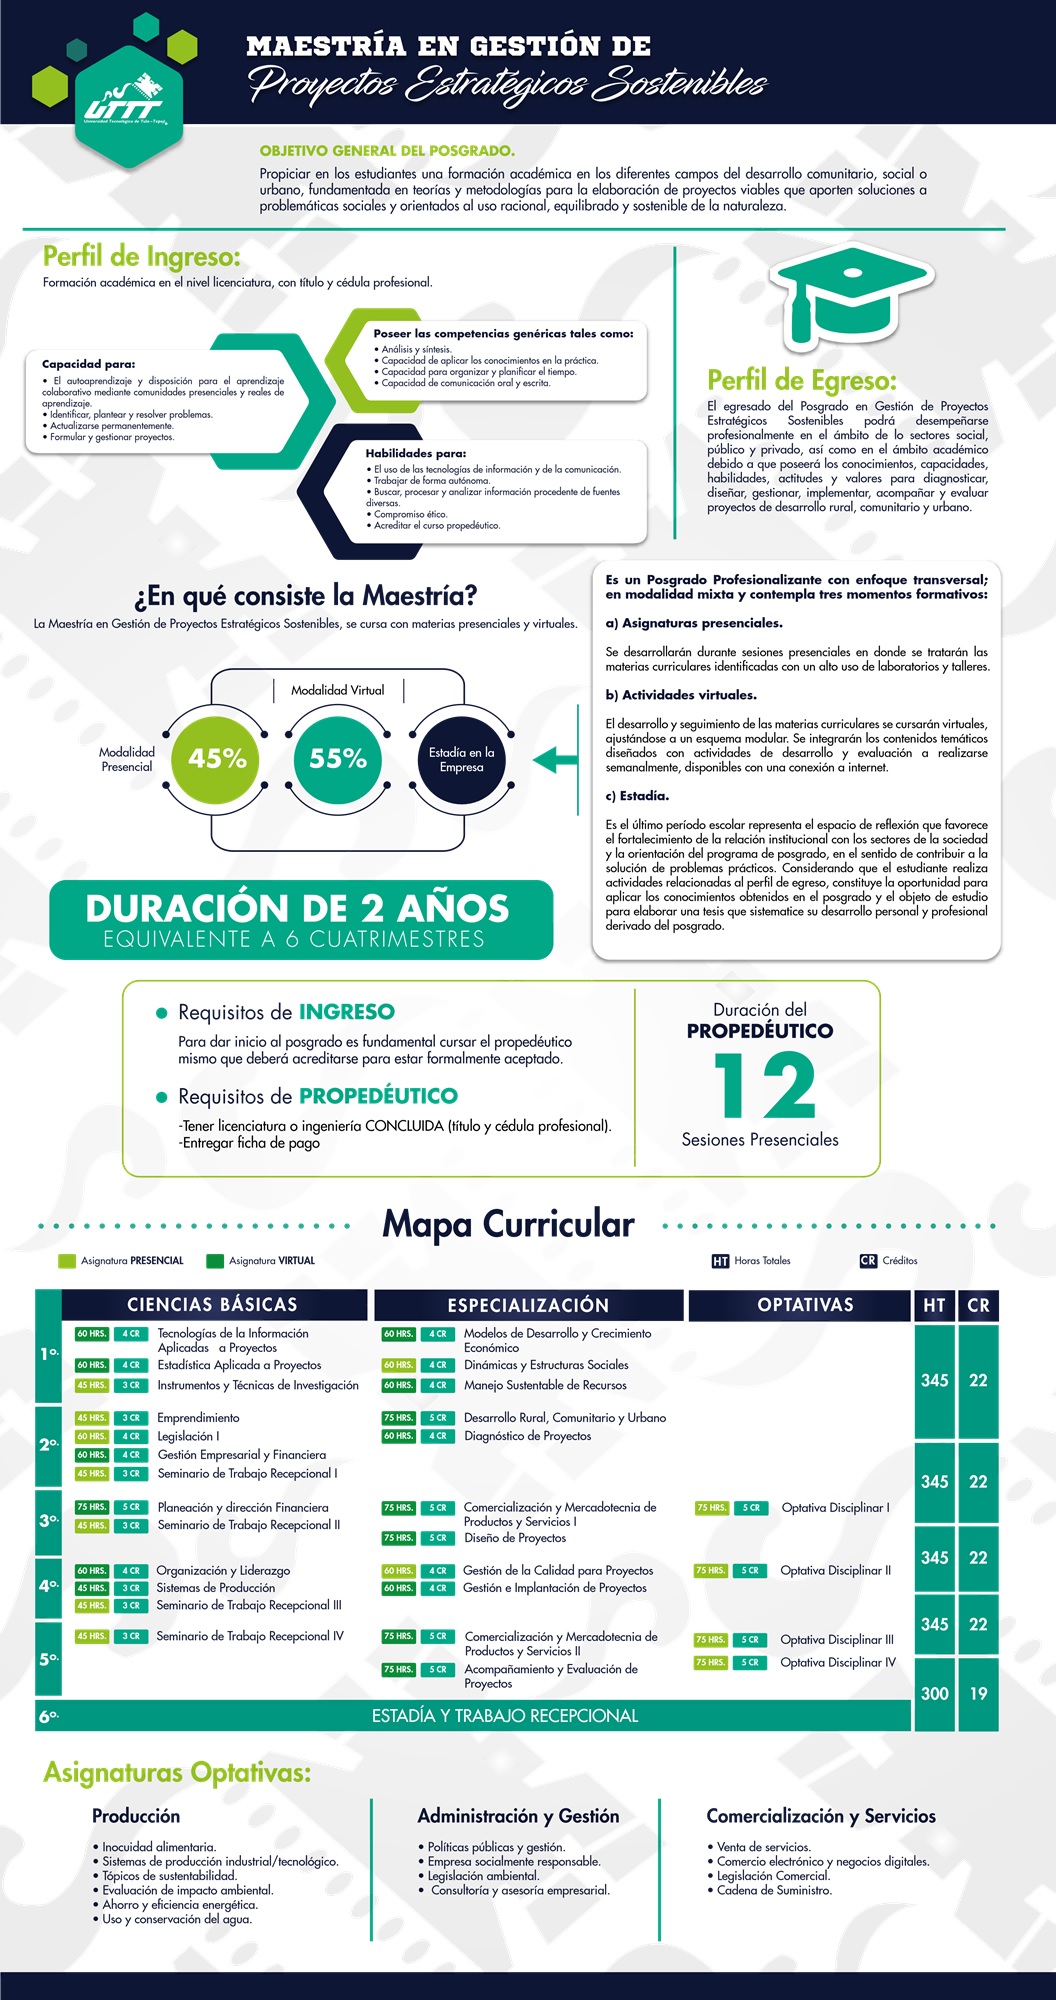 MAESTRÍA EN GESTIÓN DE
Proyectos Estratégicos Sostenibles
UTTT
Universidad Tecnológica de Tula-Tepeji
OBJETIVO GENERAL DEL POSGRADO.
Propiciar en los estudiantes una formación académica en los diferentes campos del desarrollo comunitario, social o
urbano, fundamentada en teorías y metodologías para la elaboración de proyectos viables que aporten soluciones a
problemáticas sociales y orientados al uso racional, equilibrado y sostenible de la naturaleza.
Perfil de Ingreso:
Formación académica en el nivel licenciatura, con título y cédula profesional.
Capacidad para:
• El autoaprendizaje y disposición para el aprendizaje
colaborativo mediante comunidades presenciales y reales de
aprendizaje.
• Identificar, plantear y resolver problemas.
• Actualizarse permanentemente.
• Formular y gestionar proyectos.
Poseer las competencias genéricas tales como:
• Análisis y síntesis.
• Capacidad de aplicar los conocimientos en la práctica.
• Capacidad para organizar y planificar el tiempo.
• Capacidad de comunicación oral y escrita.
Habilidades para:
• El uso de las tecnologías de información y de la comunicación.
• Trabajar de forma autónoma.
• Buscar, procesar y analizar información procedente de fuentes
diversas.
• Compromiso ético.
• Acreditar el curso propedéutico.
Perfil de Egreso:
El egresado del Posgrado en Gestión de Proyectos
Estratégicos Sostenibles podrá desempeñarse
profesionalmente en el ámbito de lo sectores social,
público y privado, así como en el ámbito académico
debido a que poseerá los conocimientos, capacidades,
habilidades, actitudes y valores para diagnosticar,
diseñar, gestionar, implementar, acompañar y evaluar
proyectos de desarrollo rural, comunitario y urbano.
¿En qué consiste la Maestría?
La Maestría en Gestión de Proyectos Estratégicos Sostenibles, se cursa con materias presenciales y virtuales.
Modalidad Virtual
Modalidad
Presencial
45%
55%
Estadía en la
Empresa
Es un Posgrado Profesionalizante con enfoque transversal;
en modalidad mixta y contempla tres momentos formativos:
a) Asignaturas presenciales.
Se desarrollarán durante sesiones presenciales en donde se tratarán las
materias curriculares identificadas con un alto uso de laboratorios y talleres.
b) Actividades virtuales.
El desarrollo y seguimiento de las materias curriculares se cursarán virtuales,
ajustándose a un esquema modular. Se integrarán los contenidos temáticos
diseñados con actividades de desarrollo y evaluación a realizarse
semanalmente, disponibles con una conexión a internet.
c) Estadía.
Es el último período escolar representa el espacio de reflexión que favorece
el fortalecimiento de la relación institucional con los sectores de la sociedad
y la orientación del programa de posgrado, en el sentido de contribuir a la
solución de problemas prácticos. Considerando que el estudiante realiza
actividades relacionadas al perfil de egreso, constituye la oportunidad para
aplicar los conocimientos obtenidos en el posgrado y el objeto de estudio
para elaborar una tesis que sistematice su desarrollo personal y profesional
derivado del posgrado.
DURACIÓN DE 2 AÑOS
EQUIVALENTE A 6 CUATRIMESTRES
Requisitos de INGRESO
Para dar inicio al posgrado es fundamental cursar el propedéutico
mismo que deberá acreditarse para estar formalmente aceptado.
Requisitos de PROPEDÉUTICO
-Tener licenciatura o ingeniería CONCLUIDA (título y cédula profesional).
-Entregar ficha de pago
Duración del
PROPEDÉUTICO
12
Sesiones Presenciales
Mapa Curricular
Asignatura PRESENCIAL
Asignatura VIRTUAL
HT Horas Totales
CR Créditos
CIENCIAS BÁSICAS
ESPECIALIZACIÓN
OPTATIVAS
HT
CR
1º.
60 HRS. 4 CR Tecnologías de la Información
Aplicadas a Proyectos
60 HRS. 4 CR Estadística Aplicada a Proyectos
45 HRS. 3 CR Instrumentos y Técnicas de Investigación
60 HRS. 4 CR Modelos de Desarrollo y Crecimiento
Económico
60 HRS. 4 CR Dinámicas y Estructuras Sociales
60 HRS. 4 CR Manejo Sustentable de Recursos
345 22
2º.
45 HRS. 3 CR Emprendimiento
60 HRS. 4 CR Legislación I
60 HRS. 4 CR Gestión Empresarial y Financiera
45 HRS. 3 CR Seminario de Trabajo Recepcional I
75 HRS. 5 CR Desarrollo Rural, Comunitario y Urbano
60 HRS. 4 CR Diagnóstico de Proyectos
345 22
3º.
75 HRS. 5 CR Planeación y dirección Financiera
45 HRS. 3 CR Seminario de Trabajo Recepcional II
75 HRS. 5 CR Comercialización y Mercadotecnia de
Productos y Servicios I
75 HRS. 5 CR Diseño de Proyectos
75 HRS. 5 CR Optativa Disciplinar I
345 22
4º.
60 HRS. 4 CR Organización y Liderazgo
45 HRS. 3 CR Sistemas de Producción
45 HRS. 3 CR Seminario de Trabajo Recepcional III
60 HRS. 4 CR Gestión de la Calidad para Proyectos
60 HRS. 4 CR Gestión e Implantación de Proyectos
75 HRS. 5 CR Optativa Disciplinar II
345 22
5º.
45 HRS. 3 CR Seminario de Trabajo Recepcional IV
75 HRS. 5 CR Comercialización y Mercadotecnia de
Productos y Servicios II
75 HRS. 5 CR Acompañamiento y Evaluación de
Proyectos
75 HRS. 5 CR Optativa Disciplinar III
75 HRS. 5 CR Optativa Disciplinar IV
300 19
6º.
ESTADÍA Y TRABAJO RECEPCIONAL
Asignaturas Optativas:
Producción
• Inocuidad alimentaria.
• Sistemas de producción industrial/tecnológico.
• Tópicos de sustentabilidad.
• Evaluación de impacto ambiental.
• Ahorro y eficiencia energética.
• Uso y conservación del agua.
Administración y Gestión
• Políticas públicas y gestión.
• Empresa socialmente responsable.
• Legislación ambiental.
• Consultoría y asesoría empresarial.
Comercialización y Servicios
• Venta de servicios.
• Comercio electrónico y negocios digitales.
• Legislación Comercial.
• Cadena de Suministro.